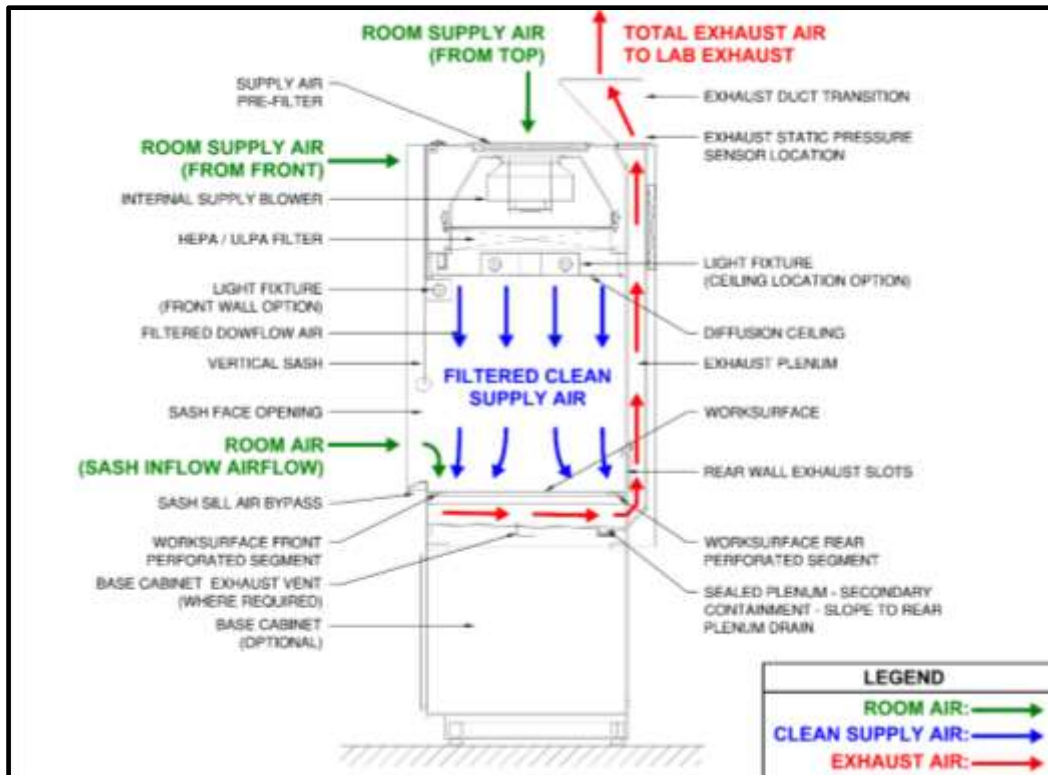 ROOM SUPPLY AIR
(FROM TOP)
TOTAL EXHAUST AIR
TO LAB EXHAUST
SUPPLY AIR
PRE-FILTER
EXHAUST DUCT TRANSITION
ROOM SUPPLY AIR
(FROM FRONT)
EXHAUST STATIC PRESSURE
SENSOR LOCATION
INTERNAL SUPPLY BLOWER
HEPA / ULPA FILTER
LIGHT FIXTURE
(CEILING LOCATION OPTION)
LIGHT FIXTURE
(FRONT WALL OPTION)
FILTERED DOWFLOW AIR
DIFFUSION CEILING
VERTICAL SASH
EXHAUST PLENUM
FILTERED CLEAN
SUPPLY AIR
SASH FACE OPENING
WORKSURFACE
ROOM AIR
(SASH INFLOW AIRFLOW)
REAR WALL EXHAUST SLOTS
SASH SILL AIR BYPASS
WORKSURFACE FRONT
PERFORATED SEGMENT
WORKSURFACE REAR
PERFORATED SEGMENT
BASE CABINET EXHAUST VENT
(WHERE REQUIRED)
SEALED PLENUM - SECONDARY
CONTAINMENT - SLOPE TO REAR
PLENUM DRAIN
BASE CABINET
(OPTIONAL)
LEGEND
ROOM AIR:
CLEAN SUPPLY AIR:
EXHAUST AIR: